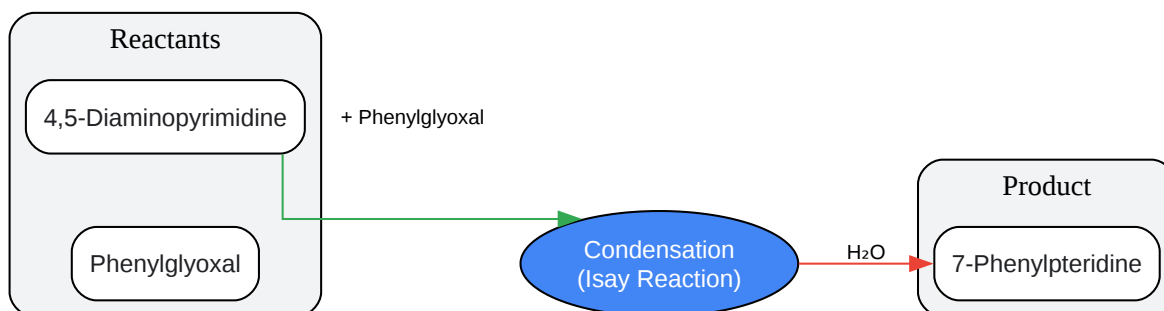 Reactants
4,5-Diaminopyrimidine
+ Phenylglyoxal
Phenylglyoxal
Condensation
(Isay Reaction)
H₂O
Product
7-Phenylpteridine